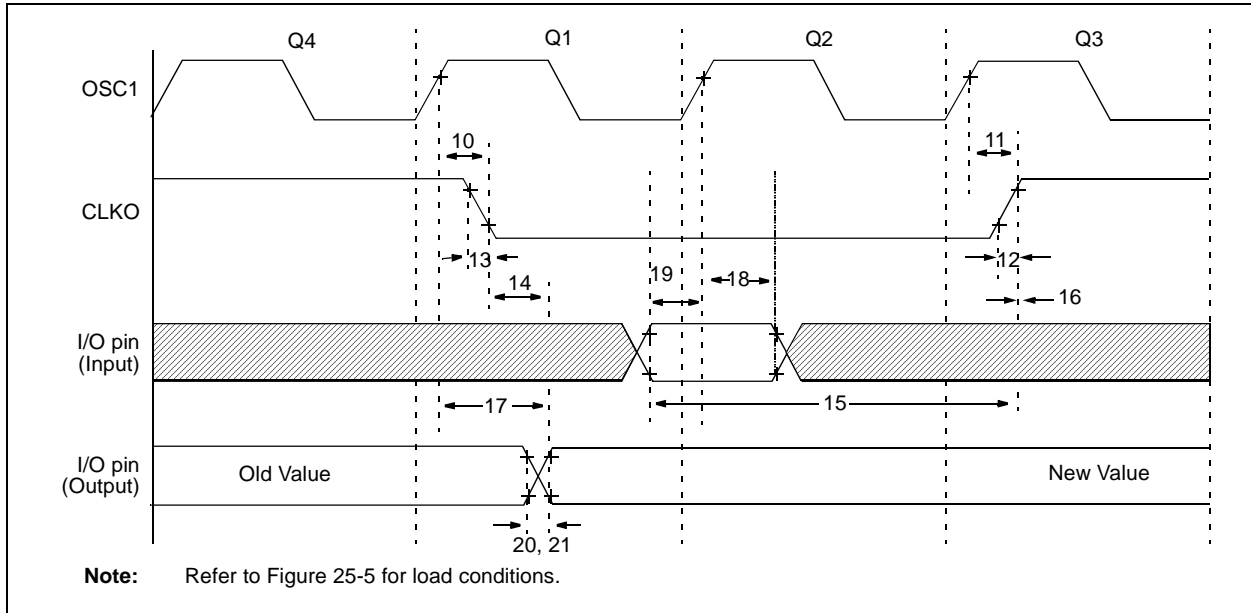 Q4 Q1 Q2 Q3
OSC1
10 11
CLKO
13 12
14 19 18 16
I/O pin
(Input)
17 15
I/O pin
(Output)
Old Value New Value
20, 21
Note: Refer to Figure 25-5 for load conditions.